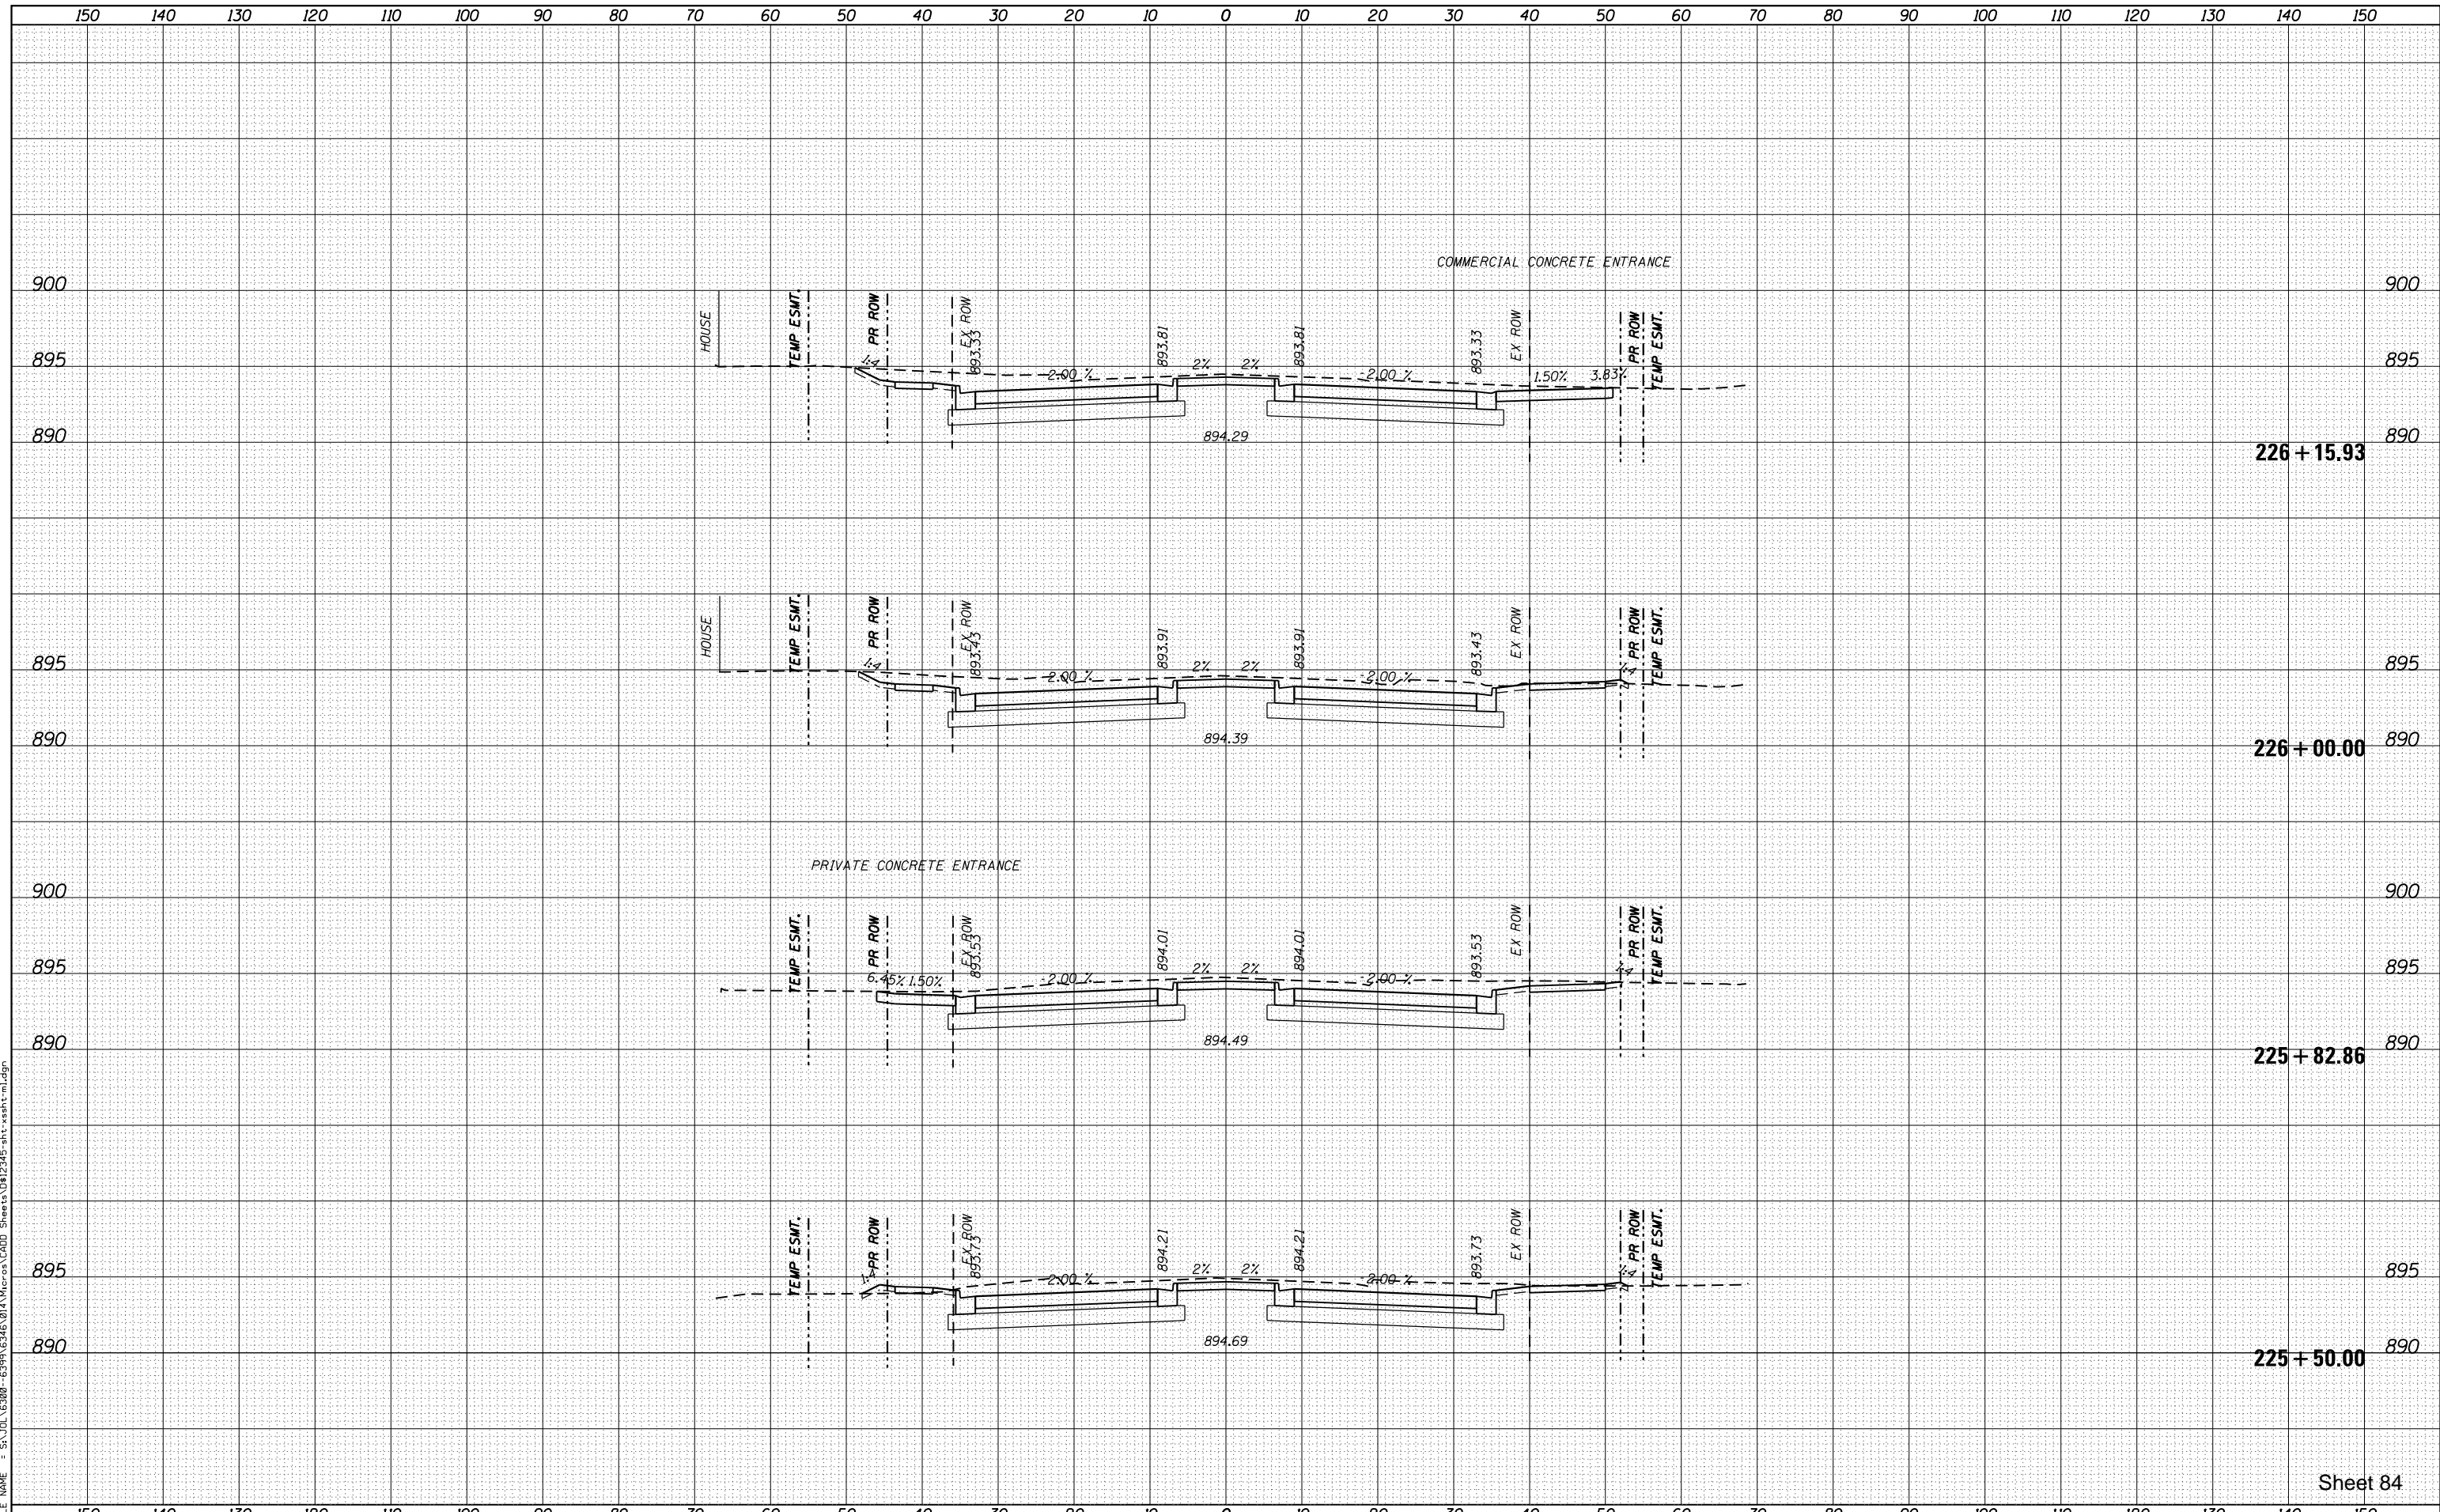 150 140 130 120 110 100 90 80 70 60 50 40 30 20 10 0 10 20 30 40 50 60 70 80 90 100 110 120 130 140 150
COMMERCIAL CONCRETE ENTRANCE
900 900
HOUSE TEMP ESMT. PR ROW EX ROW 893.33 893.81 893.81 893.33 EX ROW PR ROW TEMP ESMT.
895 1:4 -2.00 % 2% 2% -2.00 % 1.50% 3.83% 895
890 894.29 890
226+15.93
HOUSE TEMP ESMT. PR ROW EX ROW 893.43 893.91 893.91 893.43 EX ROW PR ROW TEMP ESMT.
895 1:4 -2.00 % 2% 2% -2.00 % 1:4 895
890 894.39 890
226+00.00
PRIVATE CONCRETE ENTRANCE
900 900
TEMP ESMT. PR ROW EX ROW 893.53 894.01 894.01 893.53 EX ROW PR ROW TEMP ESMT.
895 6.45% 1.50% -2.00 % 2% 2% -2.00 % 1:4 895
890 894.49 890
225+82.86
TEMP ESMT. PR ROW EX ROW 893.73 894.21 894.21 893.73 EX ROW PR ROW TEMP ESMT.
895 1:4 -2.00 % 2% 2% -2.00 % 1:4 895
890 894.69 890
225+50.00
Sheet 84